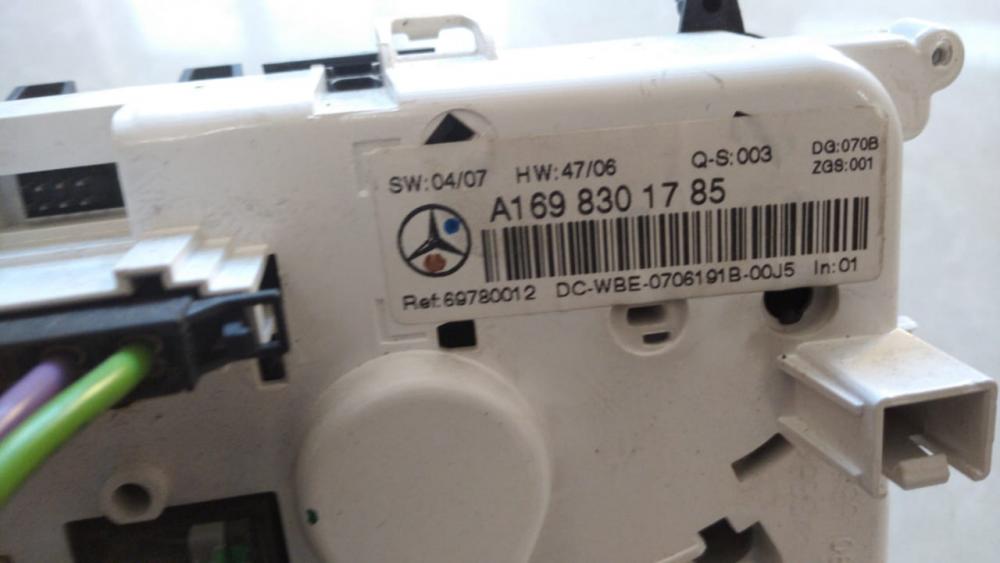 SW:04/07 HW:47/06 Q-S:003 DG:070B
ZGS:001
A169 830 17 85
Ref:69780012 DC-WBE-0706191B-00J5 In:01